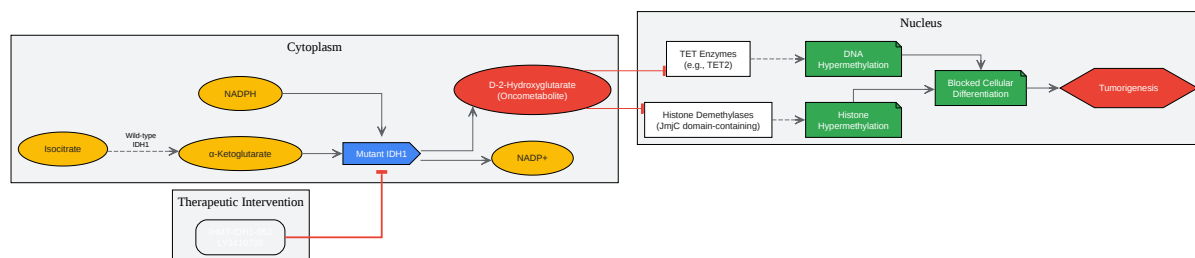 Cytoplasm
NADPH
Isocitrate
Wild-type
IDH1
α-Ketoglutarate
Mutant IDH1
D-2-Hydroxyglutarate
(Oncometabolite)
NADP+
Therapeutic Intervention
Nucleus
TET Enzymes
(e.g., TET2)
DNA
Hypermethylation
Histone Demethylases
(JmjC domain-containing)
Histone
Hypermethylation
Blocked Cellular
Differentiation
Tumorigenesis